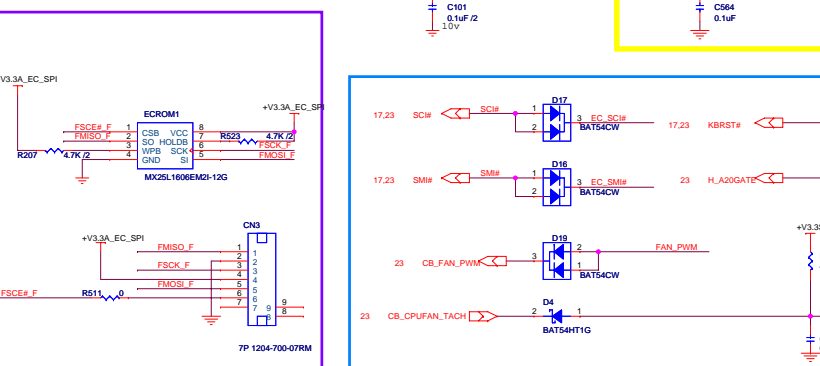 C101
0.1uF /2
10v
C564
0.1uF
V3.3A_EC_SPI
ECROM1
+V3.3A_EC_SPI
FSCE#_F 1 CSB VCC 8
FMISO_F 2 SO HOLDB 7 R523 4.7K /2
3 WPB SCK 6 FSCK_F
R207 4.7K /2 4 GND SI 5 FMOSI_F
MX25L1606EM2I-12G
CN3
+V3.3A_EC_SPI
FMISO_F 1 1
2 2
FSCK_F 3 3
4 4
FMOSI_F 5 5
FSCE#_F R511 0 6 6
7 7 9 9
8 8
7P 1204-700-07RM
D17
17,23 SCI# SCI# 1
3 EC_SCI#
2 BAT54CW
17,23 KBRST#
D16
17,23 SMI# SMI# 1
3 EC_SMI#
2 BAT54CW
23 H_A20GATE
D19
2 FAN_PWM
23 CB_FAN_PWM 3
1 BAT54CW
+V3.3
D4
23 CB_CPUFAN_TACH 2 1
BAT54HT1G